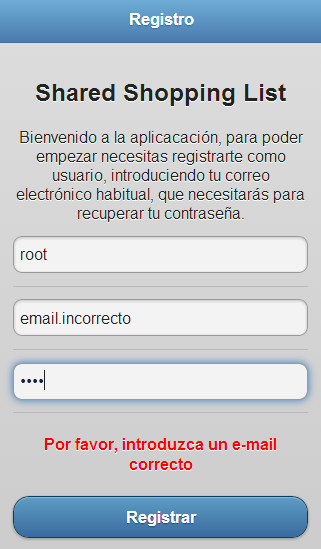 Registro
Shared Shopping List
Bienvenido a la aplicacación, para poder
empezar necesitas registrarte como
usuario, introduciendo tu correo
electrónico habitual, que necesitarás para
recuperar tu contraseña.
root
email.incorrecto
••••
Por favor, introduzca un e-mail
correcto
Registrar